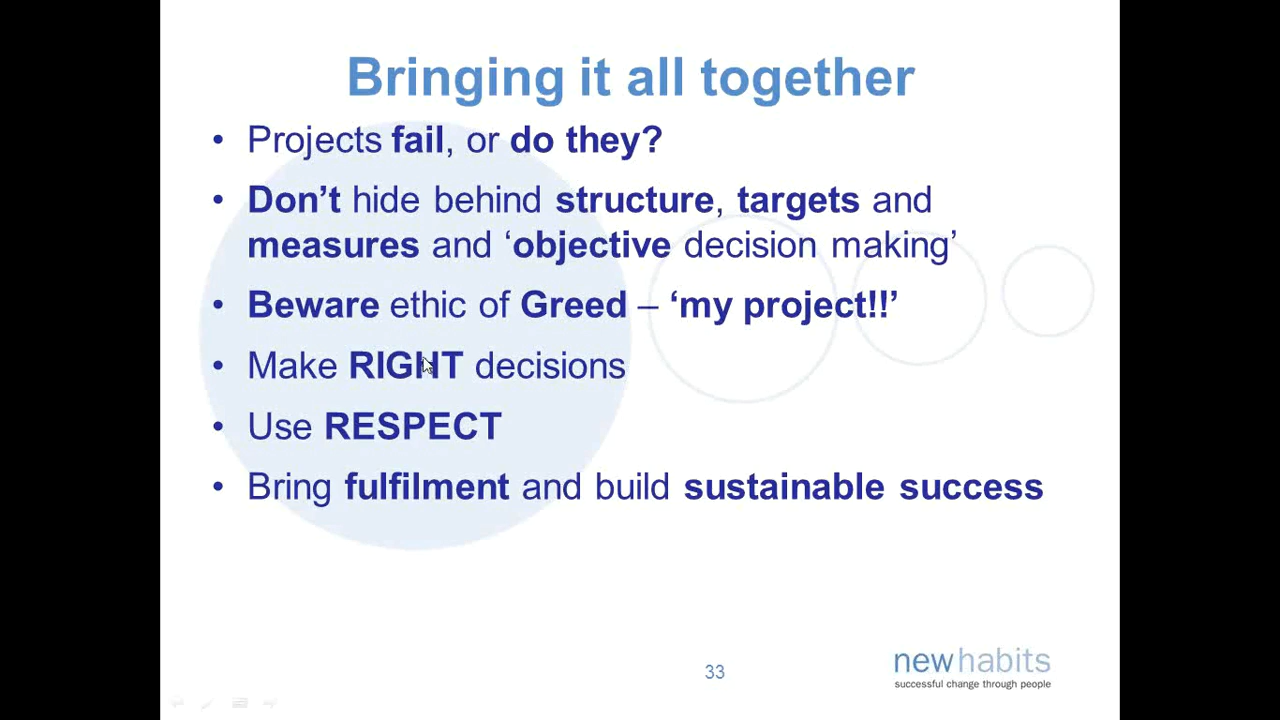 Bringing it all together
• Projects fail, or do they?
• Don’t hide behind structure, targets and
measures and ‘objective decision making’
• Beware ethic of Greed – ‘my project!!’
• Make RIGHT decisions
• Use RESPECT
• Bring fulfilment and build sustainable success
33
newhabits
successful change through people